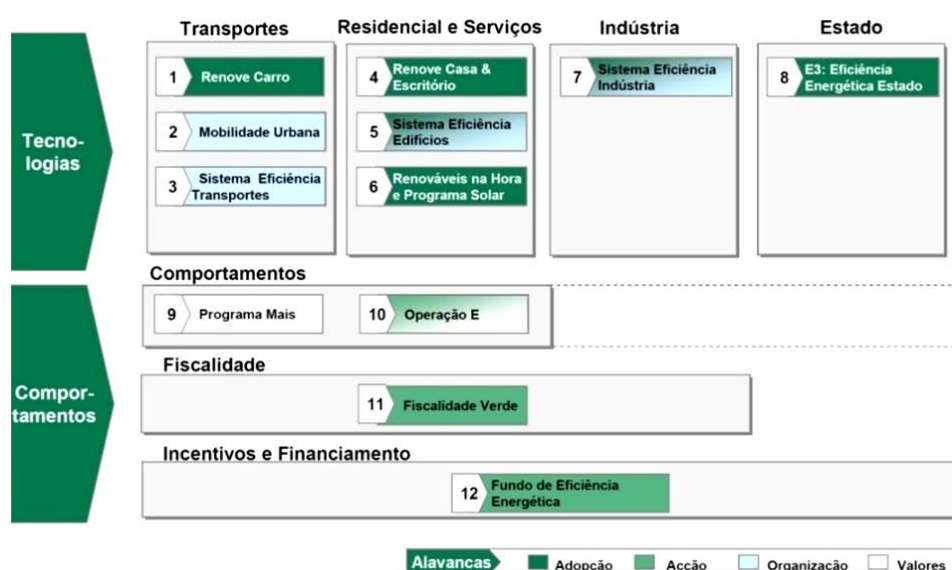 Transportes
Residencial e Serviços
Indústria
Estado
Tecno-
logias
1 Renove Carro
2 Mobilidade Urbana
3 Sistema Eficiência
Transportes
4 Renove Casa &
Escritório
5 Sistema Eficiência
Edifícios
6 Renováveis na Hora
e Programa Solar
7 Sistema Eficiência
Indústria
8 E3: Eficiência
Energética Estado
Compor-
tamentos
Comportamentos
9 Programa Mais
10 Operação E
Fiscalidade
11 Fiscalidade Verde
Incentivos e Financiamento
12 Fundo de Eficiência
Energética
Alavancas Adopção Acção Organização Valores